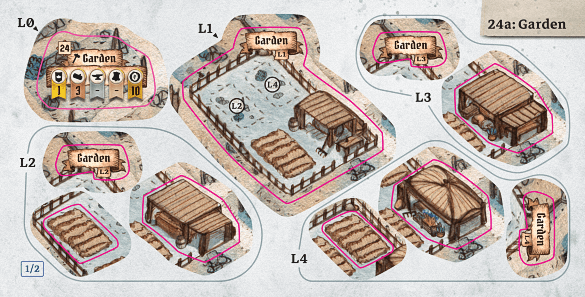 24a: Garden
L0
24
Garden
1 3 - - 10
L1
Garden
L1
L4
L2
Garden
L3
L3
L2
Garden
L2
1/2
L4
Garden
L4